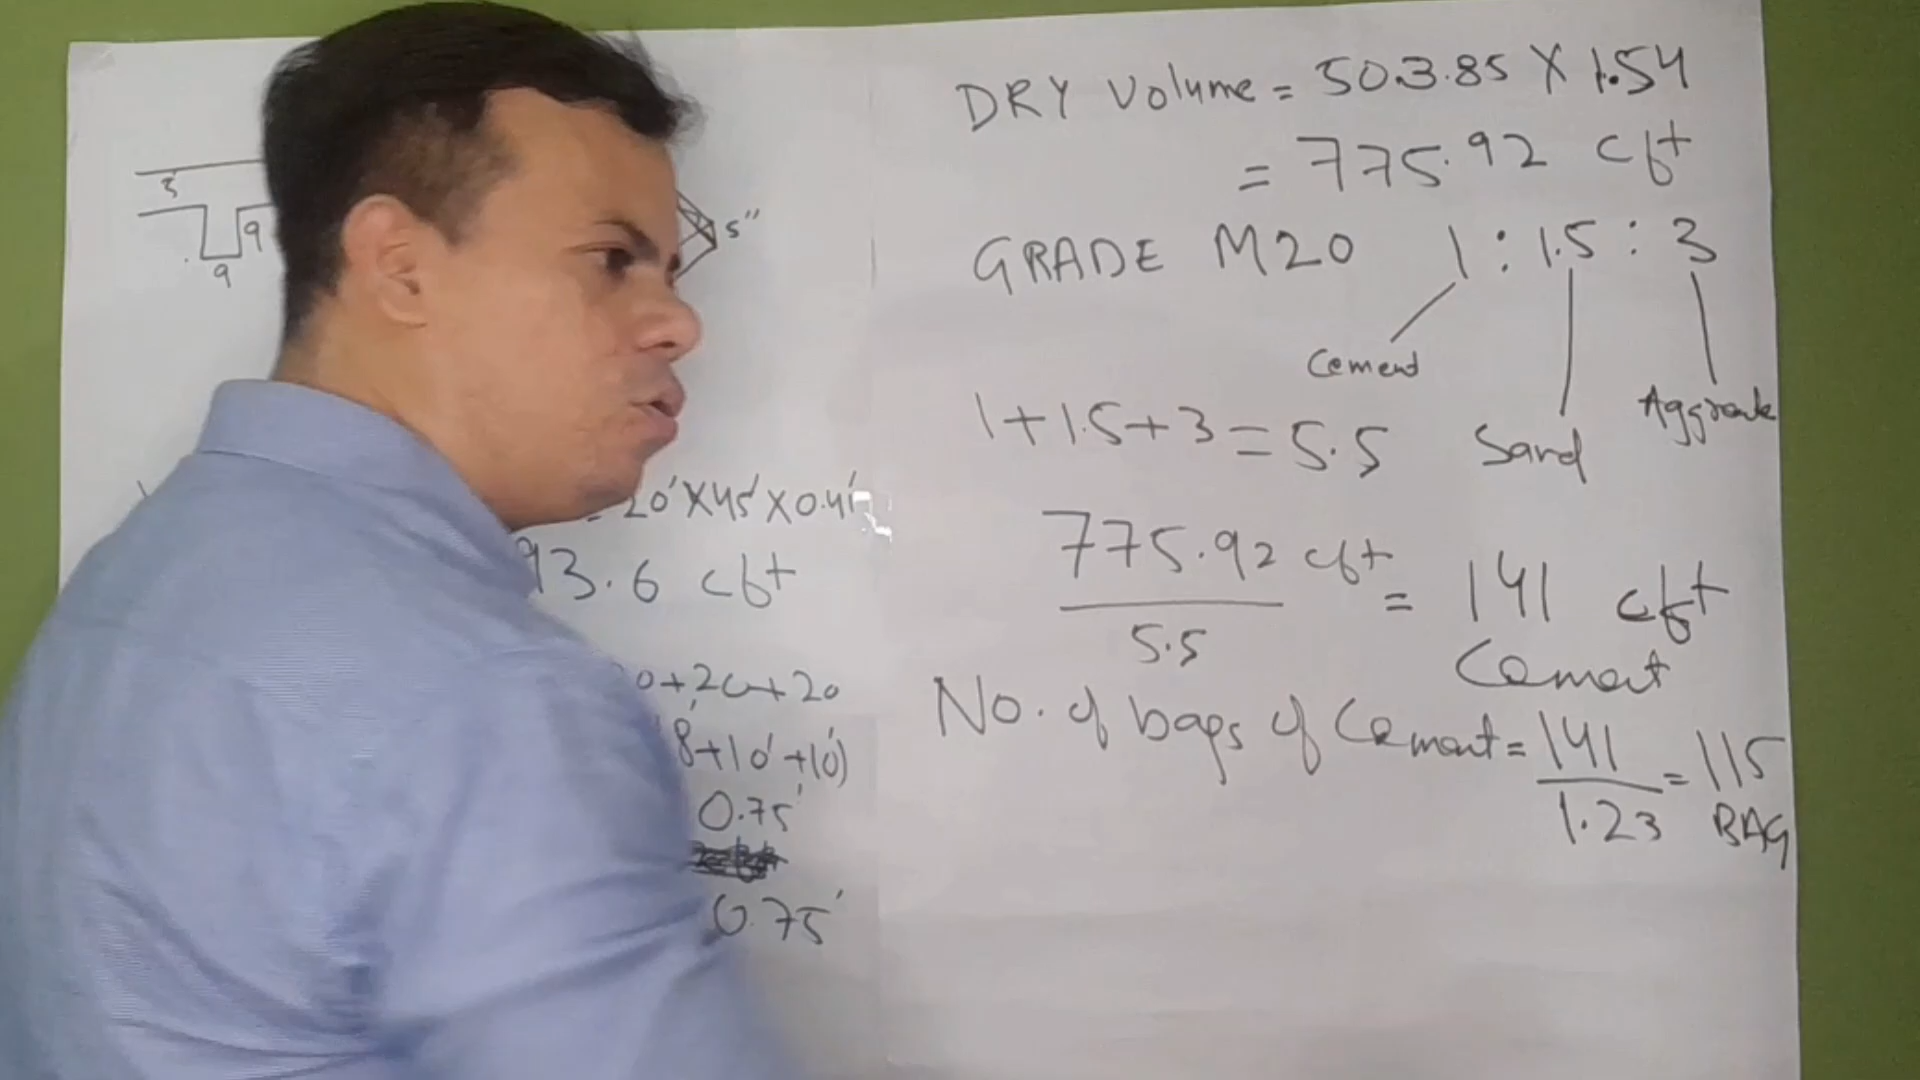 3
9
9
5"
= 20' X 45' X 0.41'
93.6 cft
0+20+20
8+10'+10')
0.75'
0.75'
DRY Volume = 503.85 X 1.54
= 775.92 cft
GRADE M20 1 : 1.5 : 3
Cement
Sand
1+1.5+3 = 5.5
775.92 cft
5.5
= 141 cft
Cement
No. of bags of Cement = 141
1.23
= 115
BAG